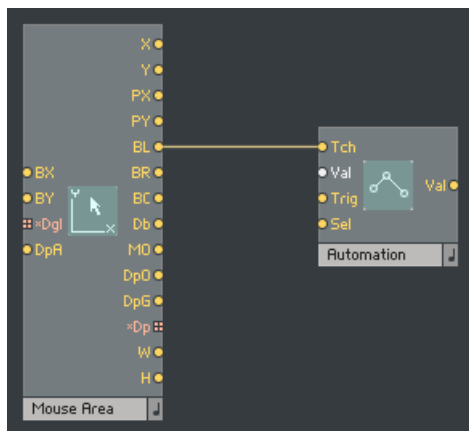 X
Y
PX
PY
BL
BR
BC
Db
MO
DpO
DpG
×Dp
W
H
BX
BY
×Dgl
DpA
Y
X
Mouse Area
Tch
Val
Trig
Sel
Val
Automation